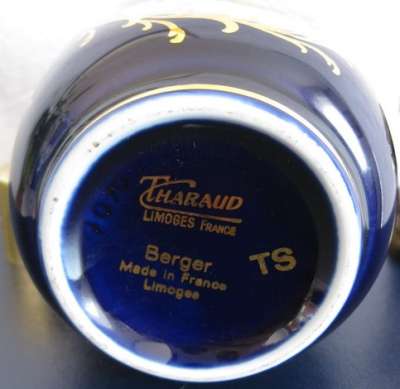 THARAUD
LIMOGES FRANCE
Berger
TS
Made in France
Limoges